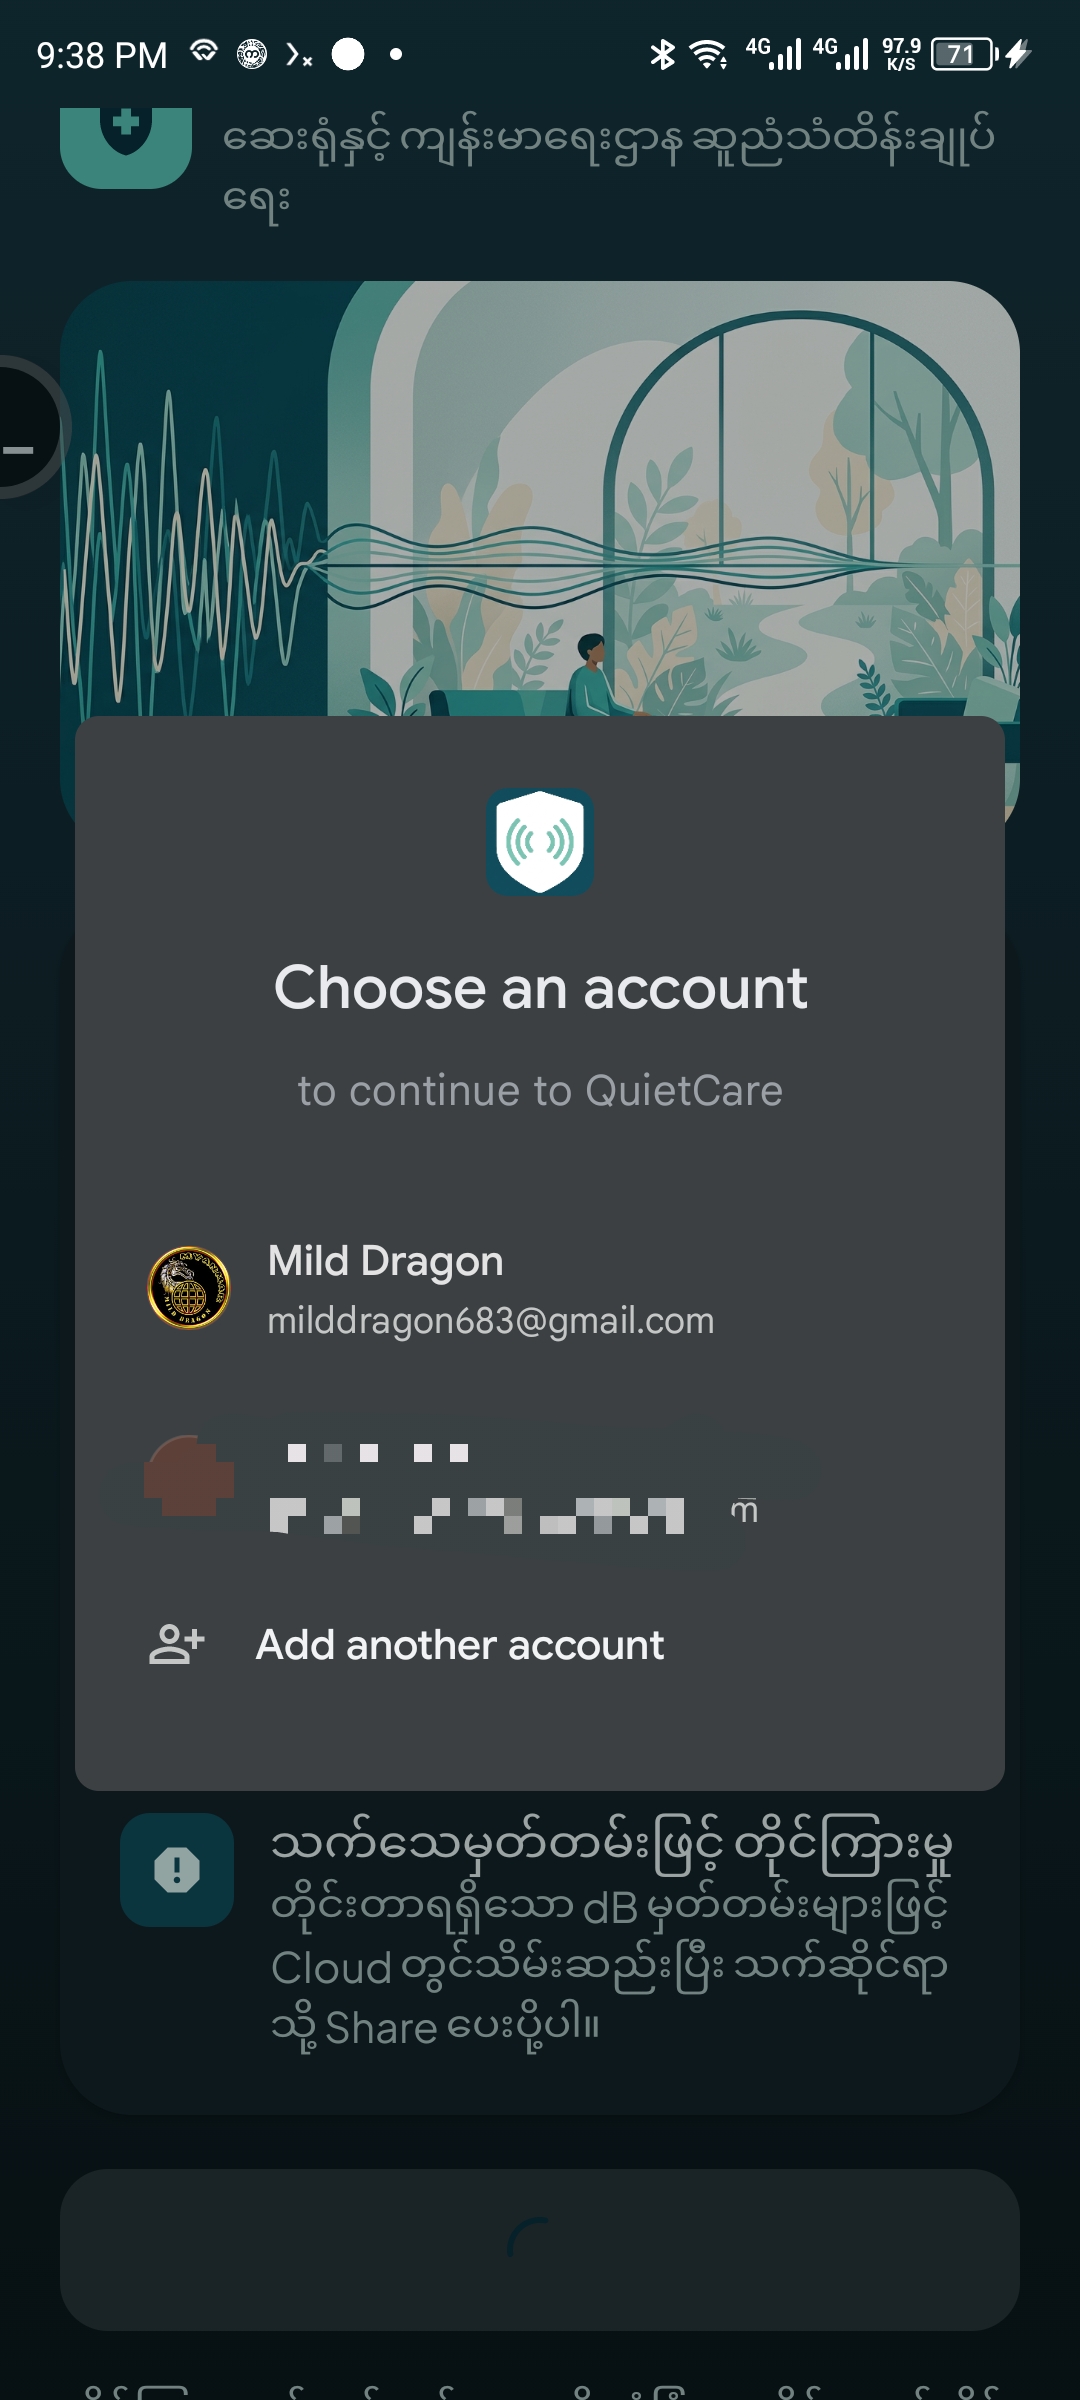 9:38 PM 4G 4G 97.9 K/S 71
ဆေးရုံနှင့် ကျန်းမာရေးဌာန ဆူညံသံထိန်းချုပ်
ရေး
Choose an account
to continue to QuietCare
Mild Dragon
milddragon683@gmail.com
Add another account
သက်သေမှတ်တမ်းဖြင့် တိုင်ကြားမှု
တိုင်းတာရရှိသော dB မှတ်တမ်းများဖြင့်
Cloud တွင်သိမ်းဆည်းပြီး သက်ဆိုင်ရာ
သို့ Share ပေးပို့ပါ။